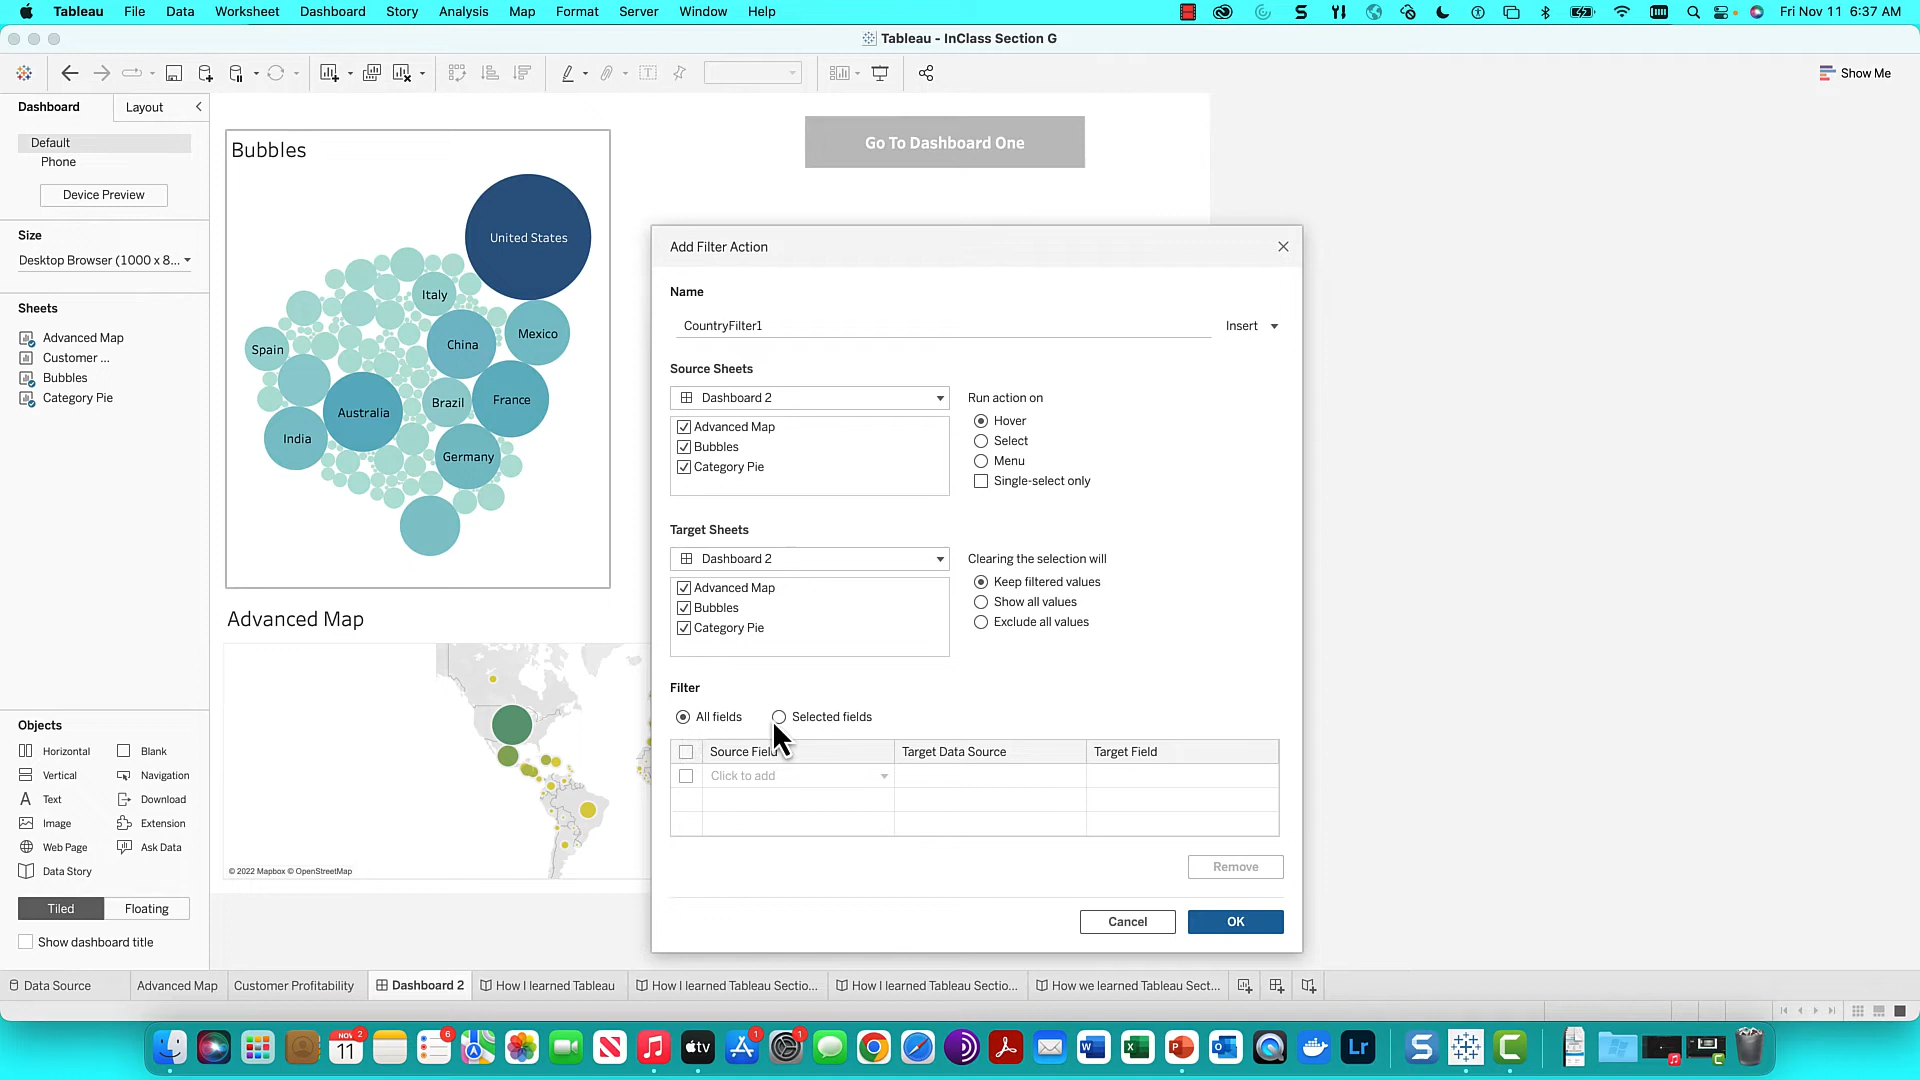 Tableau File Data Worksheet Dashboard Story Analysis Map Format Server Window Help Fri Nov 11 6:37 AM
Tableau - InClass Section G
Show Me
Dashboard Layout
Default
Phone
Device Preview
Size
Desktop Browser (1000 x 8...
Sheets
Advanced Map
Customer ...
Bubbles
Category Pie
Objects
Horizontal Blank
Vertical Navigation
Text Download
Image Extension
Web Page Ask Data
Data Story
Tiled Floating
Show dashboard title
Bubbles
United States
Italy
Mexico
China
Spain
Brazil
France
Australia
India
Germany
Go To Dashboard One
Advanced Map
© 2022 Mapbox © OpenStreetMap
Add Filter Action
Name
CountryFilter1 Insert
Source Sheets
Dashboard 2
Advanced Map
Bubbles
Category Pie
Run action on
Hover
Select
Menu
Single-select only
Target Sheets
Dashboard 2
Advanced Map
Bubbles
Category Pie
Clearing the selection will
Keep filtered values
Show all values
Exclude all values
Filter
All fields Selected fields
Source Field Target Data Source Target Field
Click to add
Remove
Cancel OK
Data Source Advanced Map Customer Profitability Dashboard 2 How I learned Tableau How I learned Tableau Sectio... How I learned Tableau Sectio... How we learned Tableau Sect...
NOV 2 11 6 tv 1 1 W X P O Lr S C